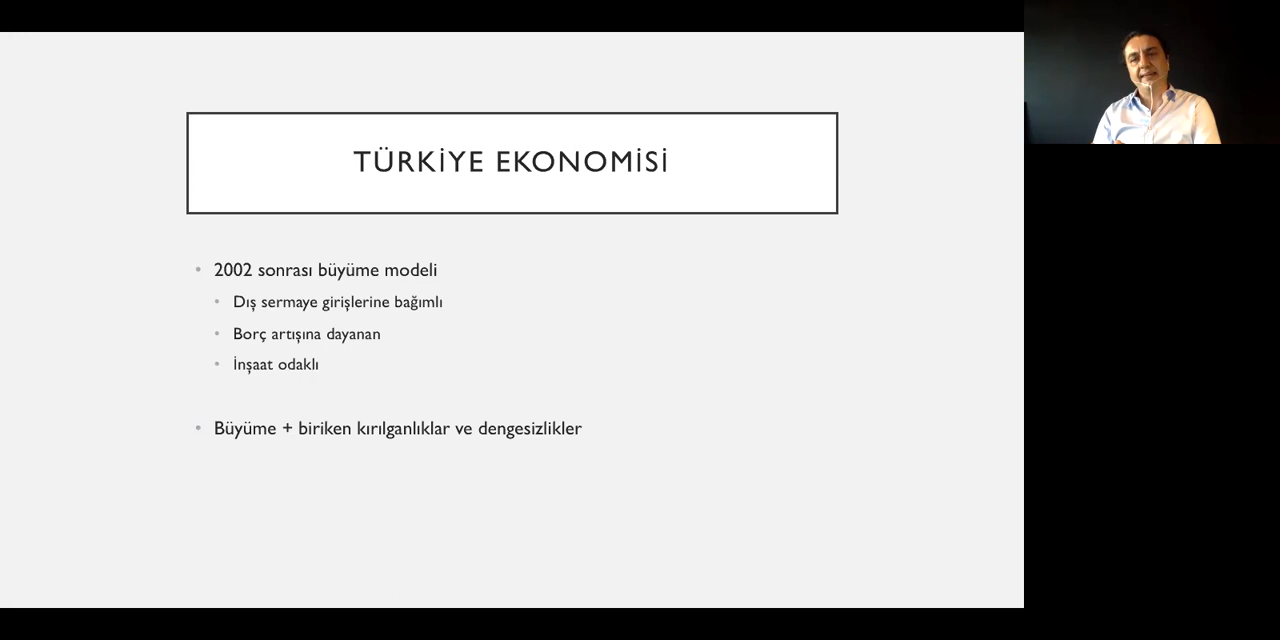 TÜRKİYE EKONOMİSİ
• 2002 sonrası büyüme modeli
• Dış sermaye girişlerine bağımlı
• Borç artışına dayanan
• İnşaat odaklı
• Büyüme + biriken kırılganlıklar ve dengesizlikler